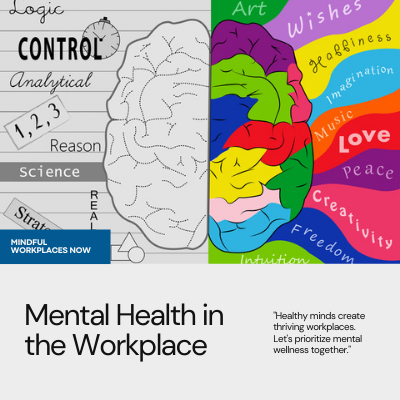 Logic
CONTROL
Analytical
1,2,3
Reason
Science
REAL
MINDFUL
WORKPLACES NOW
Art
Wishes
Happiness
Imagination
Music
Love
Peace
Creativity
Freedom
Intuition
Mental Health in
the Workplace
"Healthy minds create
thriving workplaces.
Let's prioritize mental
wellness together."